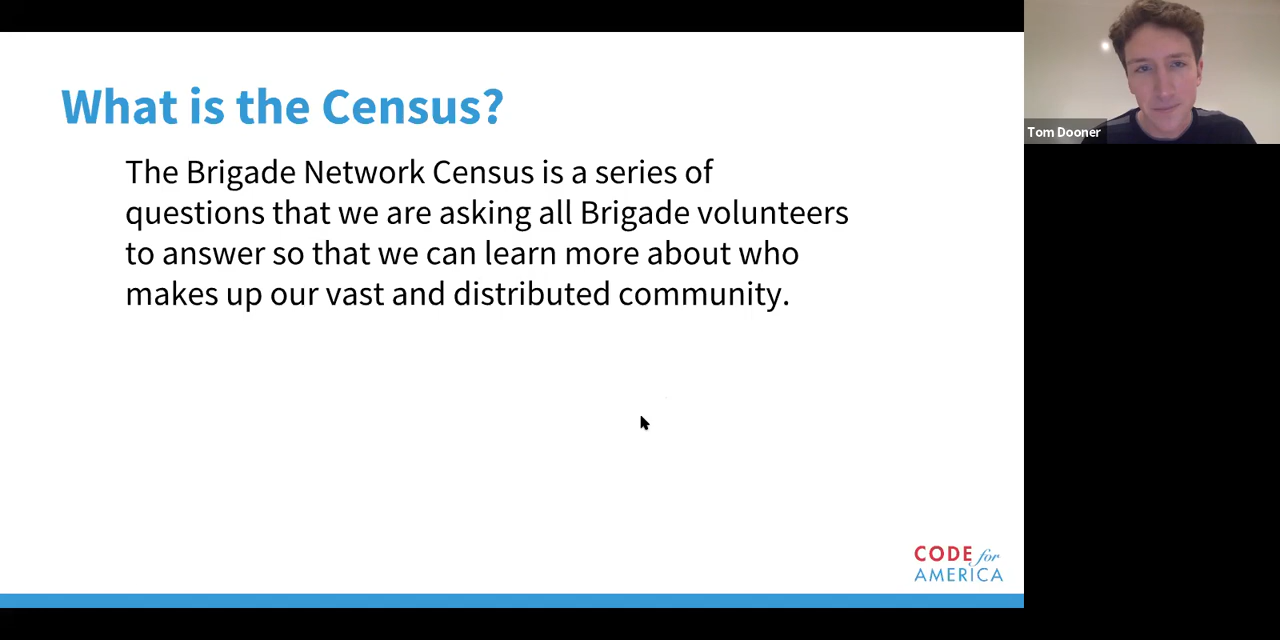 What is the Census?
The Brigade Network Census is a series of
questions that we are asking all Brigade volunteers
to answer so that we can learn more about who
makes up our vast and distributed community.
CODE for
AMERICA
Tom Dooner